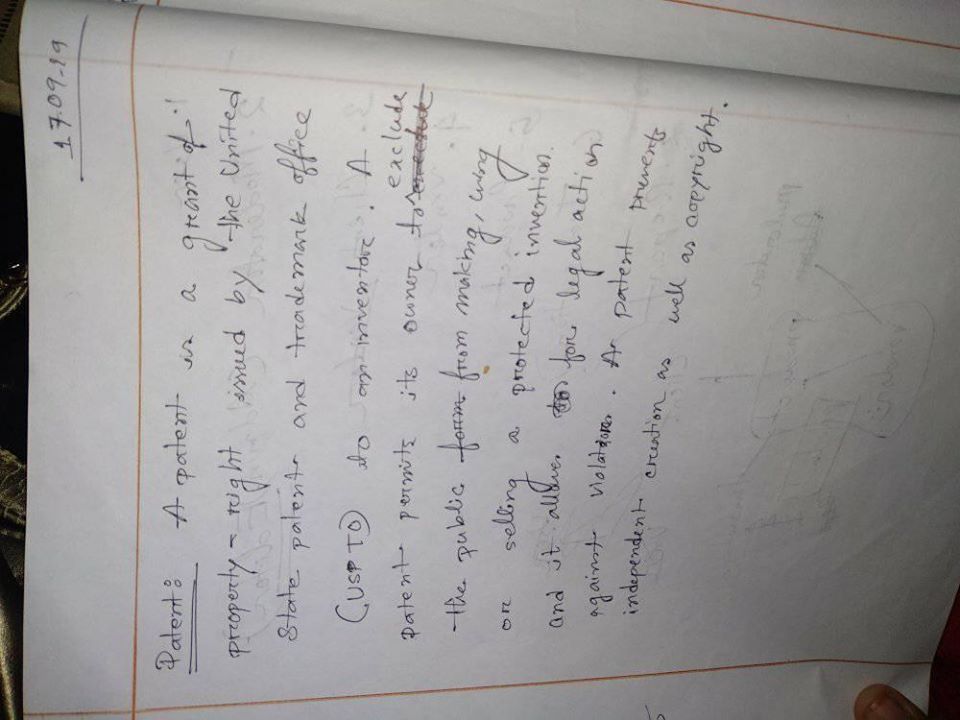 17.09.19
Patent: A patent is a grant of
property-right issued by the United
State patent and trademark office
(USPTO) to an inventor. A
patent permits its owner to exclude
the public from making, using
or selling a protected invention.
and it allows for legal action
against violators. A patent prevents
independent creation as well as copyright.